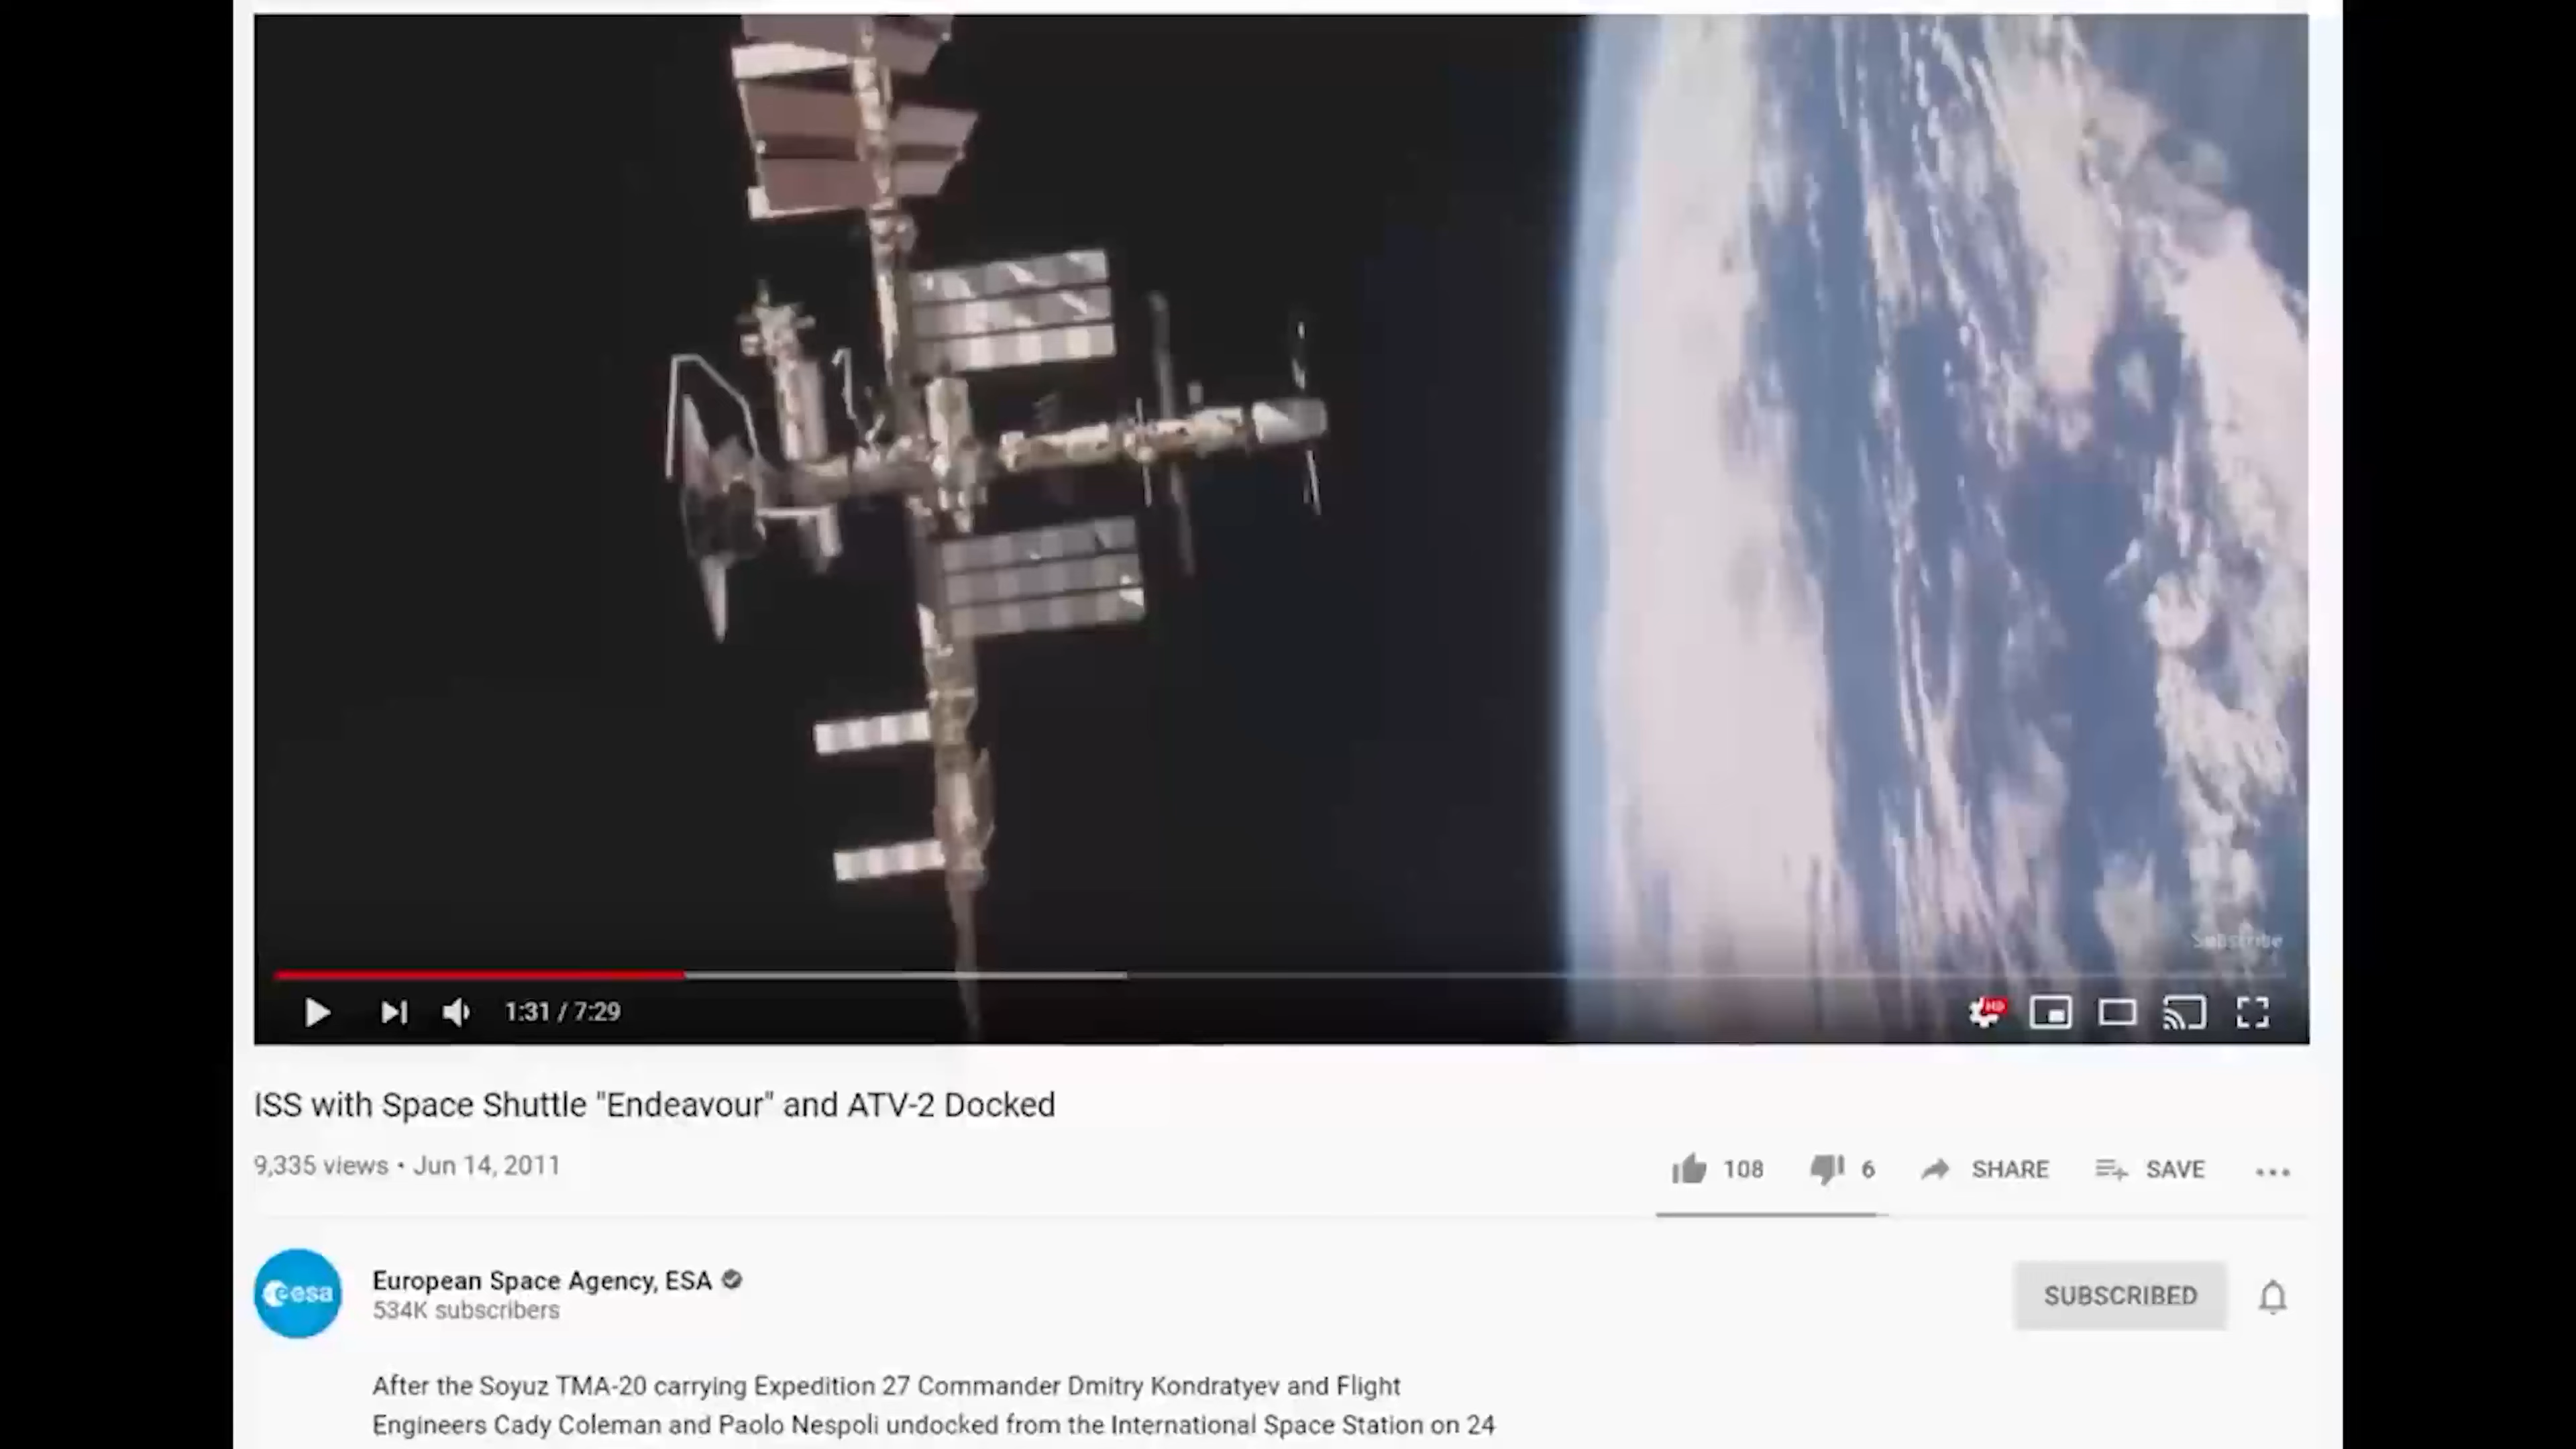 Subscribe
1:31 / 7:29
HD
ISS with Space Shuttle "Endeavour" and ATV-2 Docked
9,335 views • Jun 14, 2011
108 6 SHARE SAVE
esa
European Space Agency, ESA
534K subscribers
SUBSCRIBED
After the Soyuz TMA-20 carrying Expedition 27 Commander Dmitry Kondratyev and Flight
Engineers Cady Coleman and Paolo Nespoli undocked from the International Space Station on 24